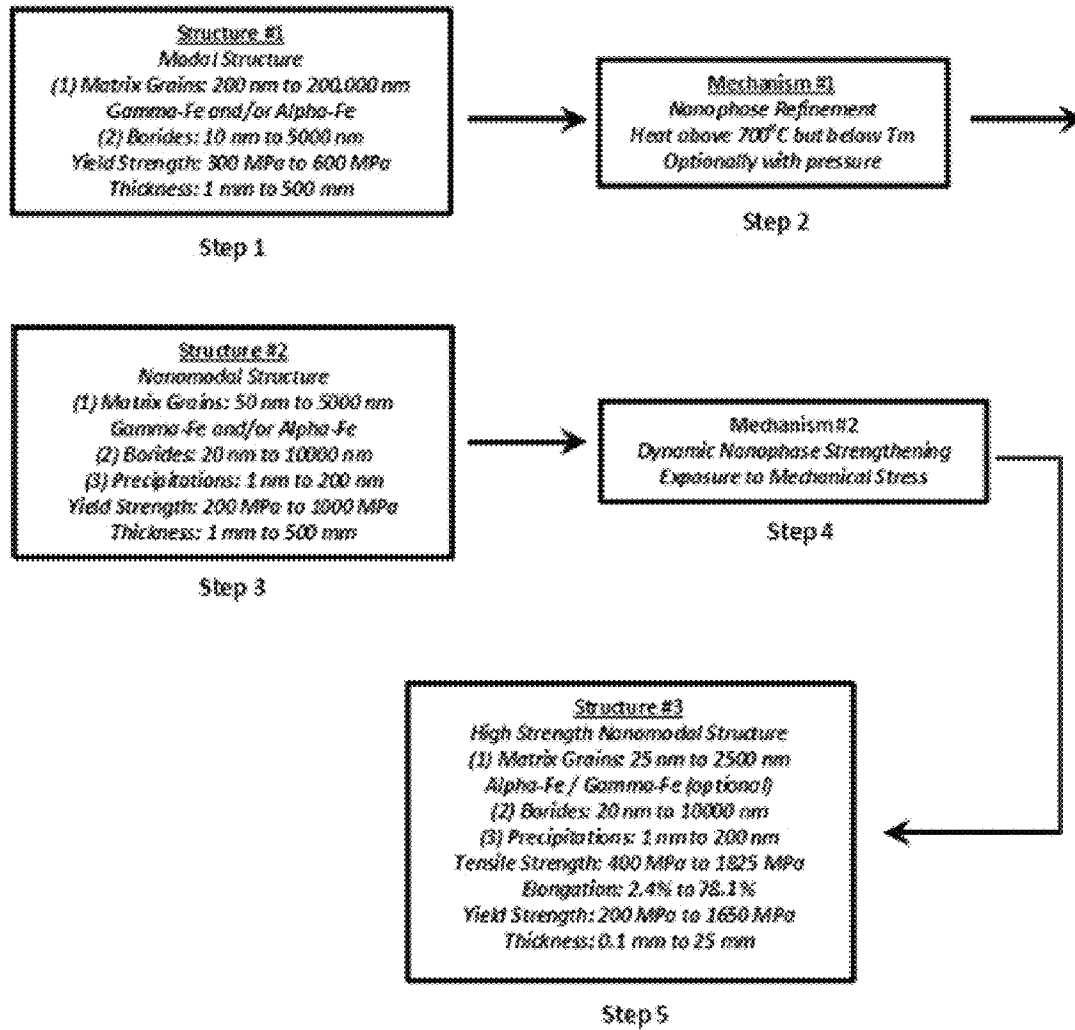 Structure #1
Modal Structure
(1) Matrix Grains: 200 nm to 200,000 nm
Gamma-Fe and/or Alpha-Fe
(2) Borides: 10 nm to 5000 nm
Yield Strength: 300 MPa to 600 MPa
Thickness: 1 mm to 500 mm
Step 1
Mechanism #1
Nanophase Refinement
Heat above 700°C but below Tm
Optionally with pressure
Step 2
Structure #2
Nanomodal Structure
(1) Matrix Grains: 50 nm to 5000 nm
Gamma-Fe and/or Alpha-Fe
(2) Borides: 20 nm to 10000 nm
(3) Precipitations: 1 nm to 200 nm
Yield Strength: 200 MPa to 1000 MPa
Thickness: 1 mm to 500 mm
Step 3
Mechanism #2
Dynamic Nanophase Strengthening
Exposure to Mechanical Stress
Step 4
Structure #3
High Strength Nanomodal Structure
(1) Matrix Grains: 25 nm to 2500 nm
Alpha-Fe / Gamma-Fe (optional)
(2) Borides: 20 nm to 10000 nm
(3) Precipitations: 1 nm to 200 nm
Tensile Strength: 400 MPa to 1825 MPa
Elongation: 2.4% to 78.1%
Yield Strength: 200 MPa to 1650 MPa
Thickness: 0.1 mm to 25 mm
Step 5